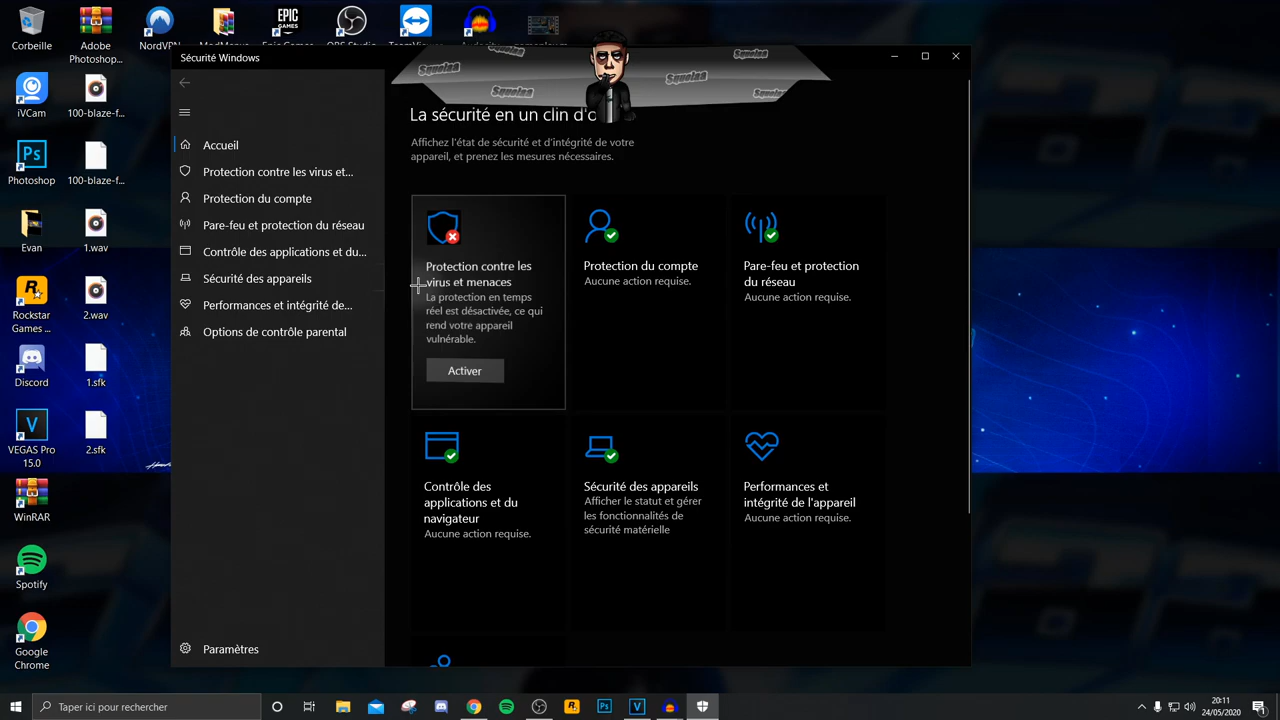 Corbeille
Adobe
Photoshop...
NordVPN
OBS Studio
EPIC
GAMES
Sécurité Windows
Squeiza
Squeiza
Squeiza
Squeiza
iVCam
100-blaze-f...
La sécurité en un clin d'o
Affichez l'état de sécurité et d'intégrité de votre
appareil, et prenez les mesures nécessaires.
Accueil
Protection contre les virus et...
Protection du compte
Pare-feu et protection du réseau
Contrôle des applications et du...
Sécurité des appareils
Performances et intégrité de...
Options de contrôle parental
Paramètres
Ps
Photoshop
100-blaze-f...
Evan
1.wav
Rockstar
Games ...
2.wav
Discord
1.sfk
V
VEGAS Pro
15.0
2.sfk
WinRAR
Spotify
Google
Chrome
Protection contre les
virus et menaces
La protection en temps
réel est désactivée, ce qui
rend votre appareil
vulnérable.
Activer
Protection du compte
Aucune action requise.
Pare-feu et protection
du réseau
Aucune action requise.
Contrôle des
applications et du
navigateur
Aucune action requise.
Sécurité des appareils
Afficher le statut et gérer
les fonctionnalités de
sécurité matérielle
Performances et
intégrité de l'appareil
Aucune action requise.
Taper ici pour rechercher
Ps
V
20:11
24/05/2020